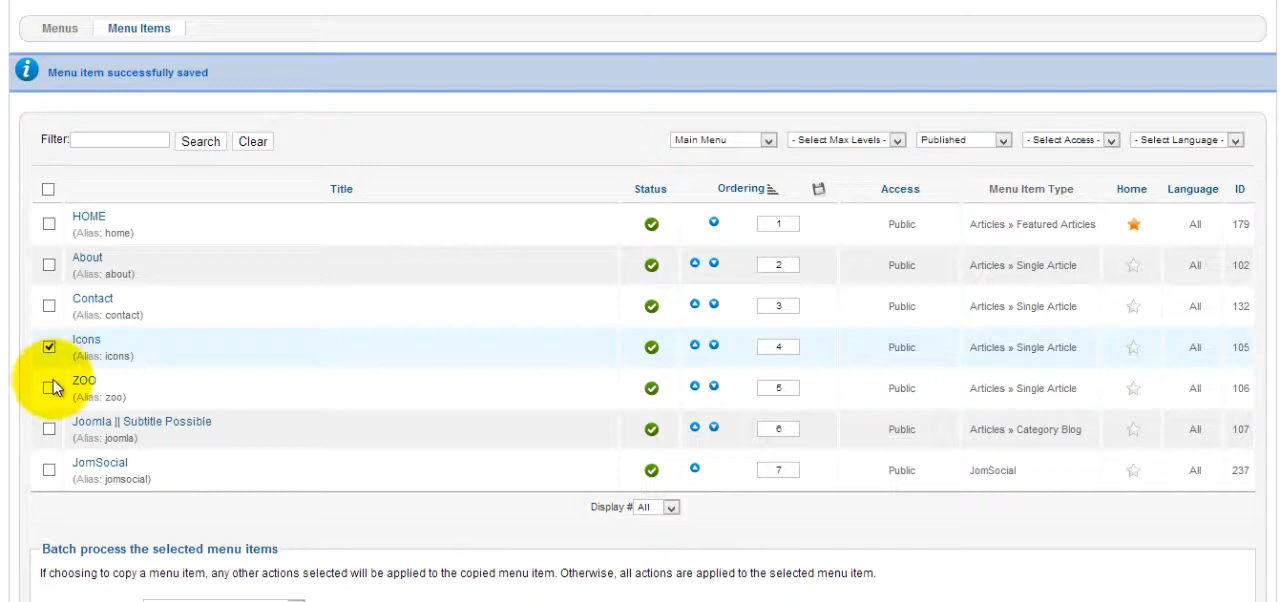 Menus Menu Items
Menu item successfully saved
Filter: Search Clear Main Menu - Select Max Levels - Published - Select Access - - Select Language -
Title Status Ordering Access Menu Item Type Home Language ID
HOME
(Alias: home) 1 Public Articles » Featured Articles All 179
About
(Alias: about) 2 Public Articles » Single Article All 102
Contact
(Alias: contact) 3 Public Articles » Single Article All 132
Icons
(Alias: icons) 4 Public Articles » Single Article All 105
ZOO
(Alias: zoo) 5 Public Articles » Single Article All 106
Joomla || Subtitle Possible
(Alias: joomla) 6 Public Articles » Category Blog All 107
JomSocial
(Alias: jomsocial) 7 Public JomSocial All 237
Display # All
Batch process the selected menu items
If choosing to copy a menu item, any other actions selected will be applied to the copied menu item. Otherwise, all actions are applied to the selected menu item.